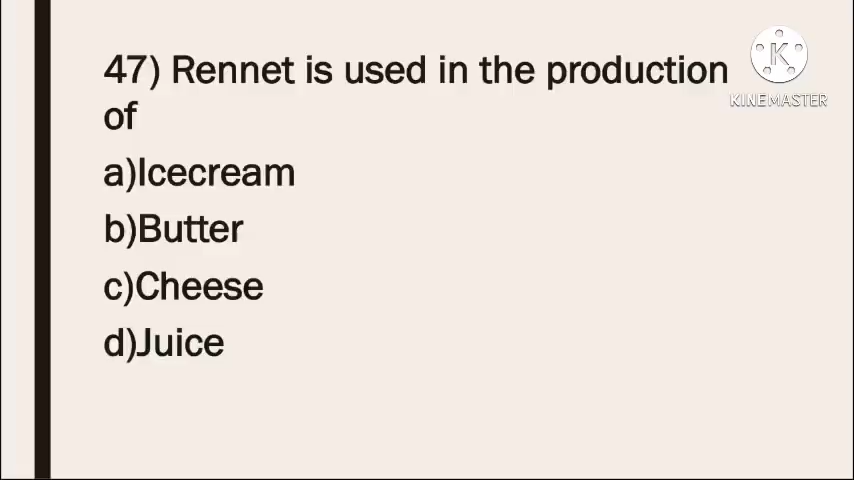 47) Rennet is used in the production
of
a)Icecream
b)Butter
c)Cheese
d)Juice
K
KINEMASTER